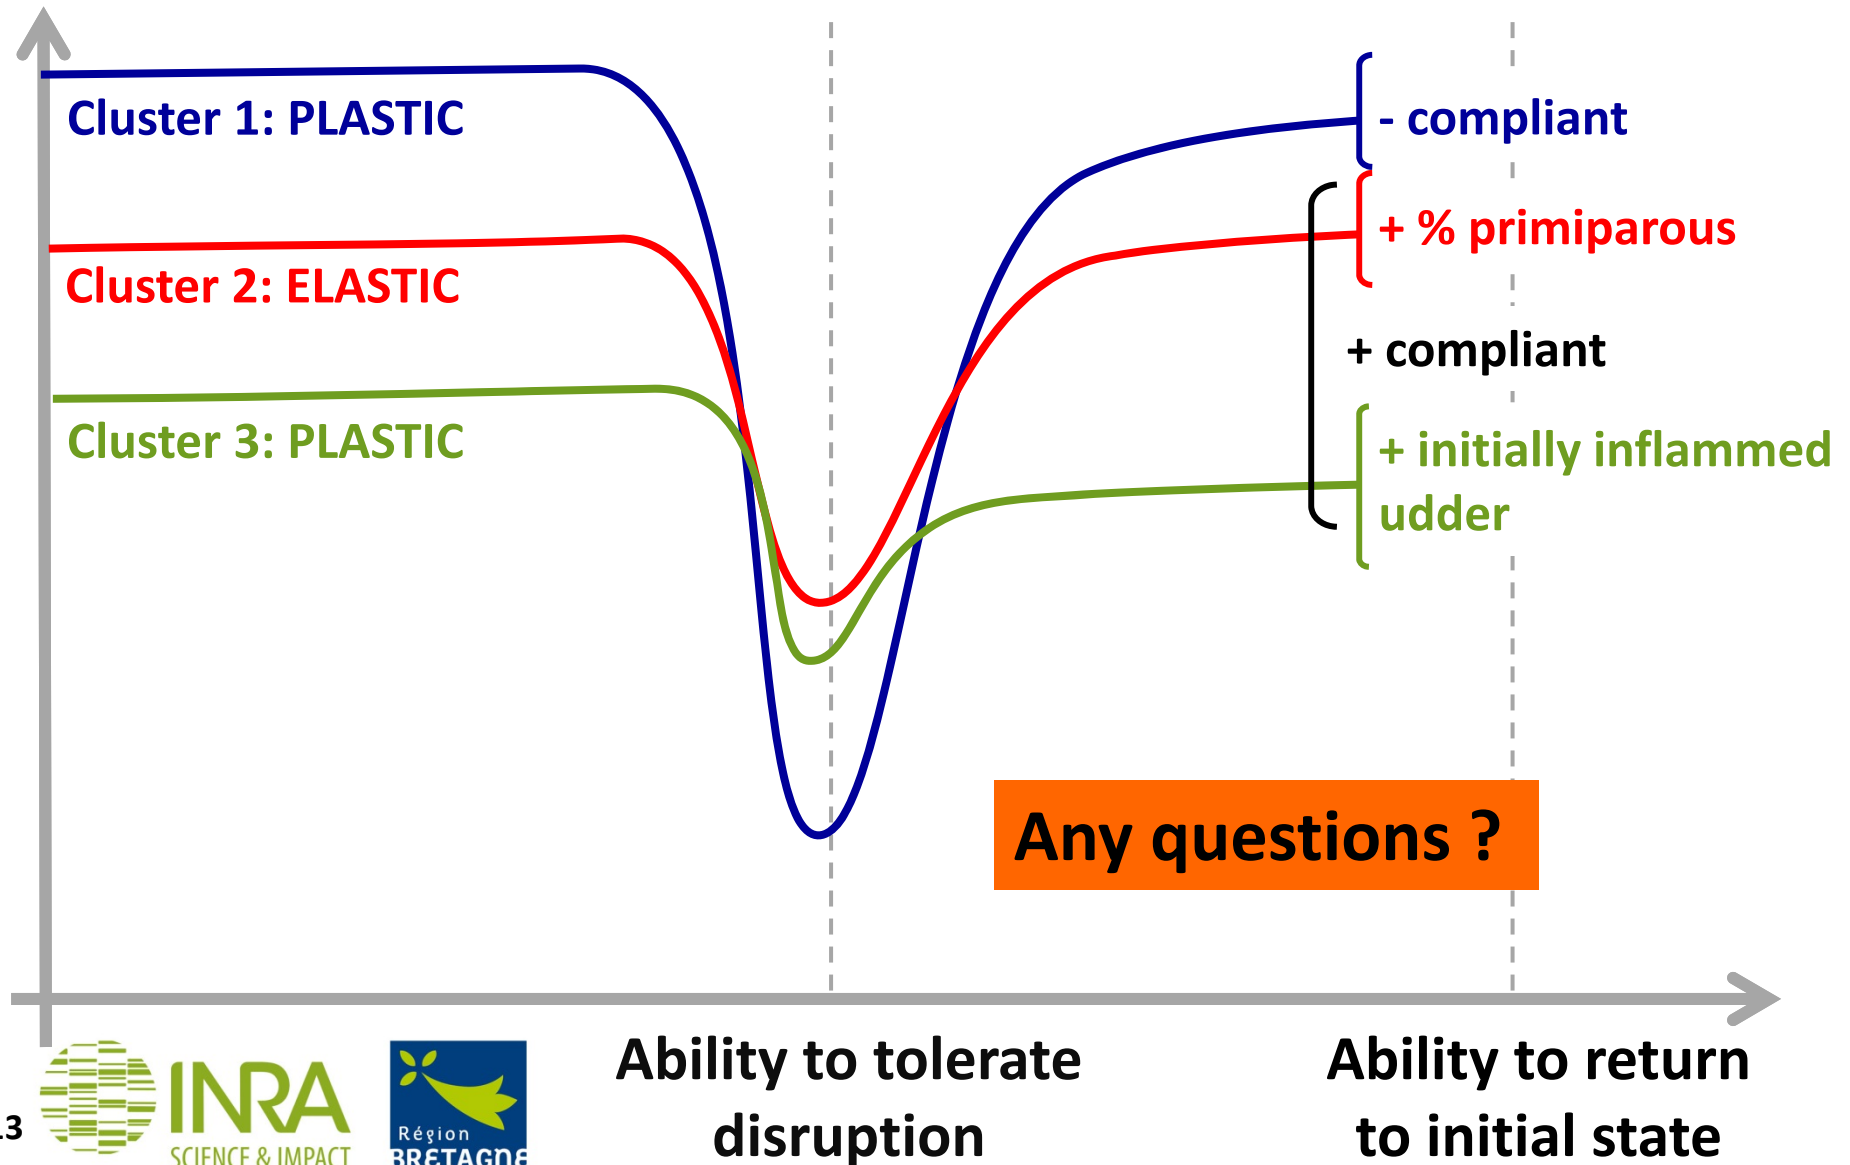 Cluster 1: PLASTIC
- compliant
+ % primiparous
Cluster 2: ELASTIC
+ compliant
Cluster 3: PLASTIC
+ initially inflammed
udder
Any questions ?
Ability to tolerate
disruption
Ability to return
to initial state
13
INRA
SCIENCE & IMPACT
Région
BRETAGNE